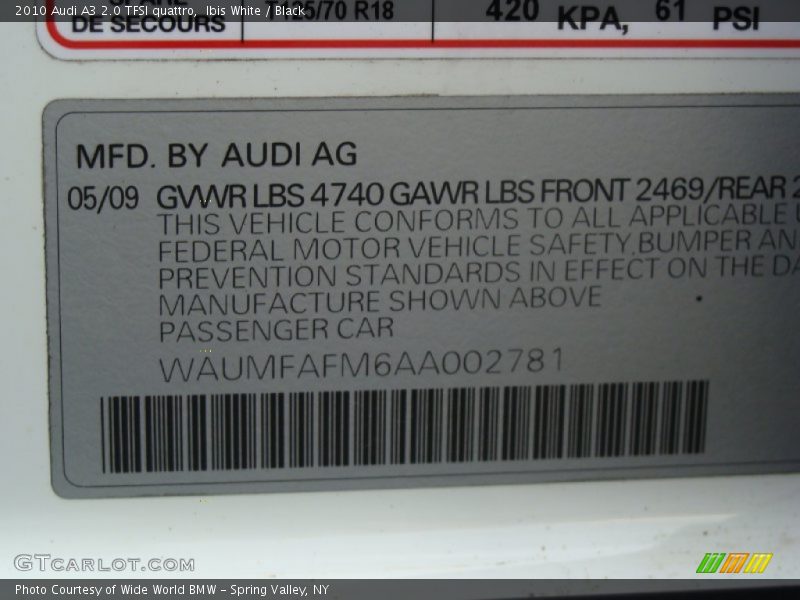 2010 Audi A3 2.0 TFSI quattro, Ibis White / Black
DE SECOURS T125/70 R18 420 KPA, 61 PSI
MFD. BY AUDI AG
05/09 GVWR LBS 4740 GAWR LBS FRONT 2469/REAR 2
THIS VEHICLE CONFORMS TO ALL APPLICABLE
FEDERAL MOTOR VEHICLE SAFETY, BUMPER AN
PREVENTION STANDARDS IN EFFECT ON THE DA
MANUFACTURE SHOWN ABOVE
PASSENGER CAR
WAUMFAFM6AA002781
GTCARLOT.COM
Photo Courtesy of Wide World BMW - Spring Valley, NY